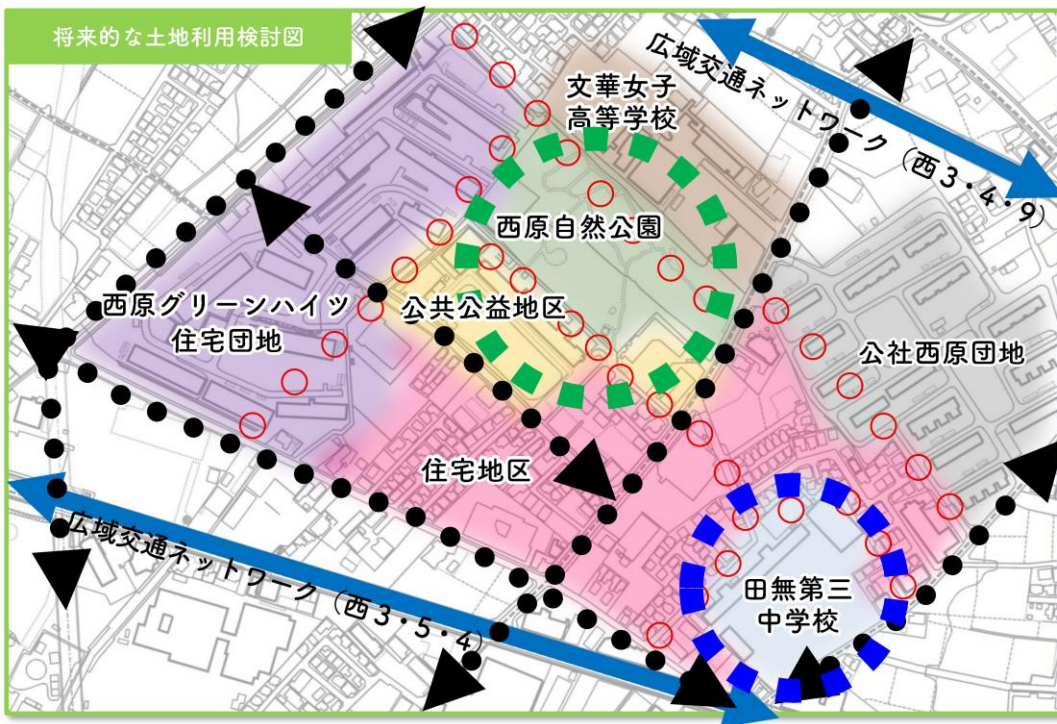 将来的な土地利用検討図
広域交通ネットワーク（西３・４・９）
文華女子
高等学校
西原自然公園
西原グリーンハイツ
住宅団地
公共公益地区
公社西原団地
住宅地区
広域交通ネットワーク（西３・５・４）
田無第三
中学校